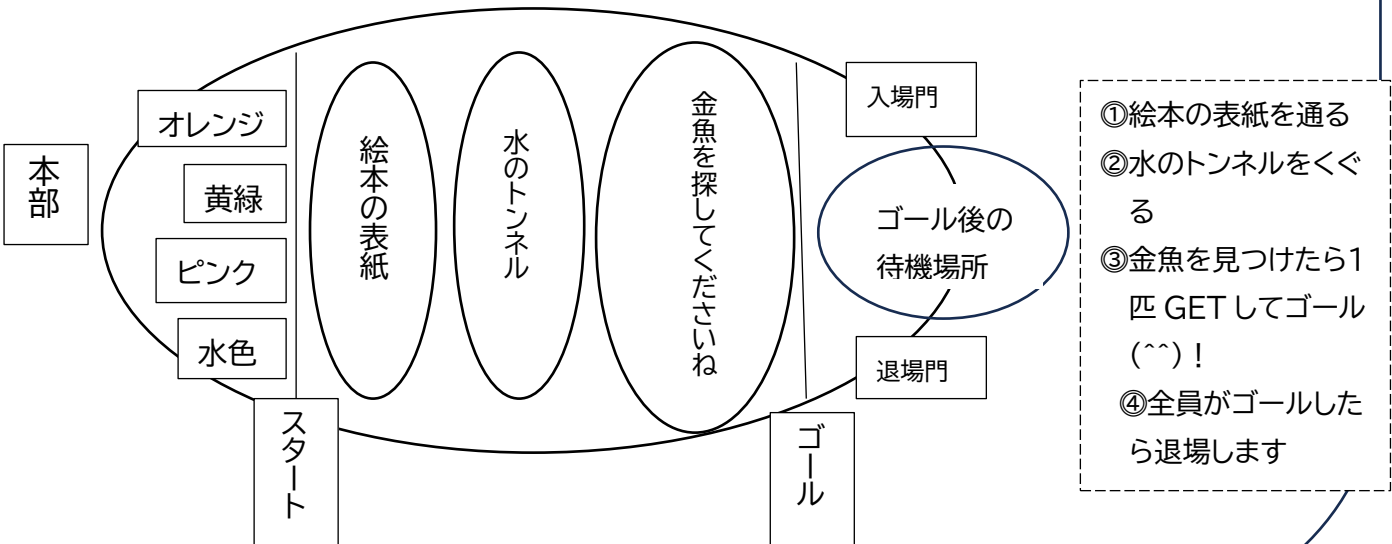 本部
オレンジ
黄緑
ピンク
水色
スタート
絵本の表紙
水のトンネル
金魚を探してくださいね
ゴール
入場門
ゴール後の
待機場所
退場門
①絵本の表紙を通る
②水のトンネルをくぐ
る
③金魚を見つけたら1
匹 GET してゴール
(^^)！
④全員がゴールした
ら退場します